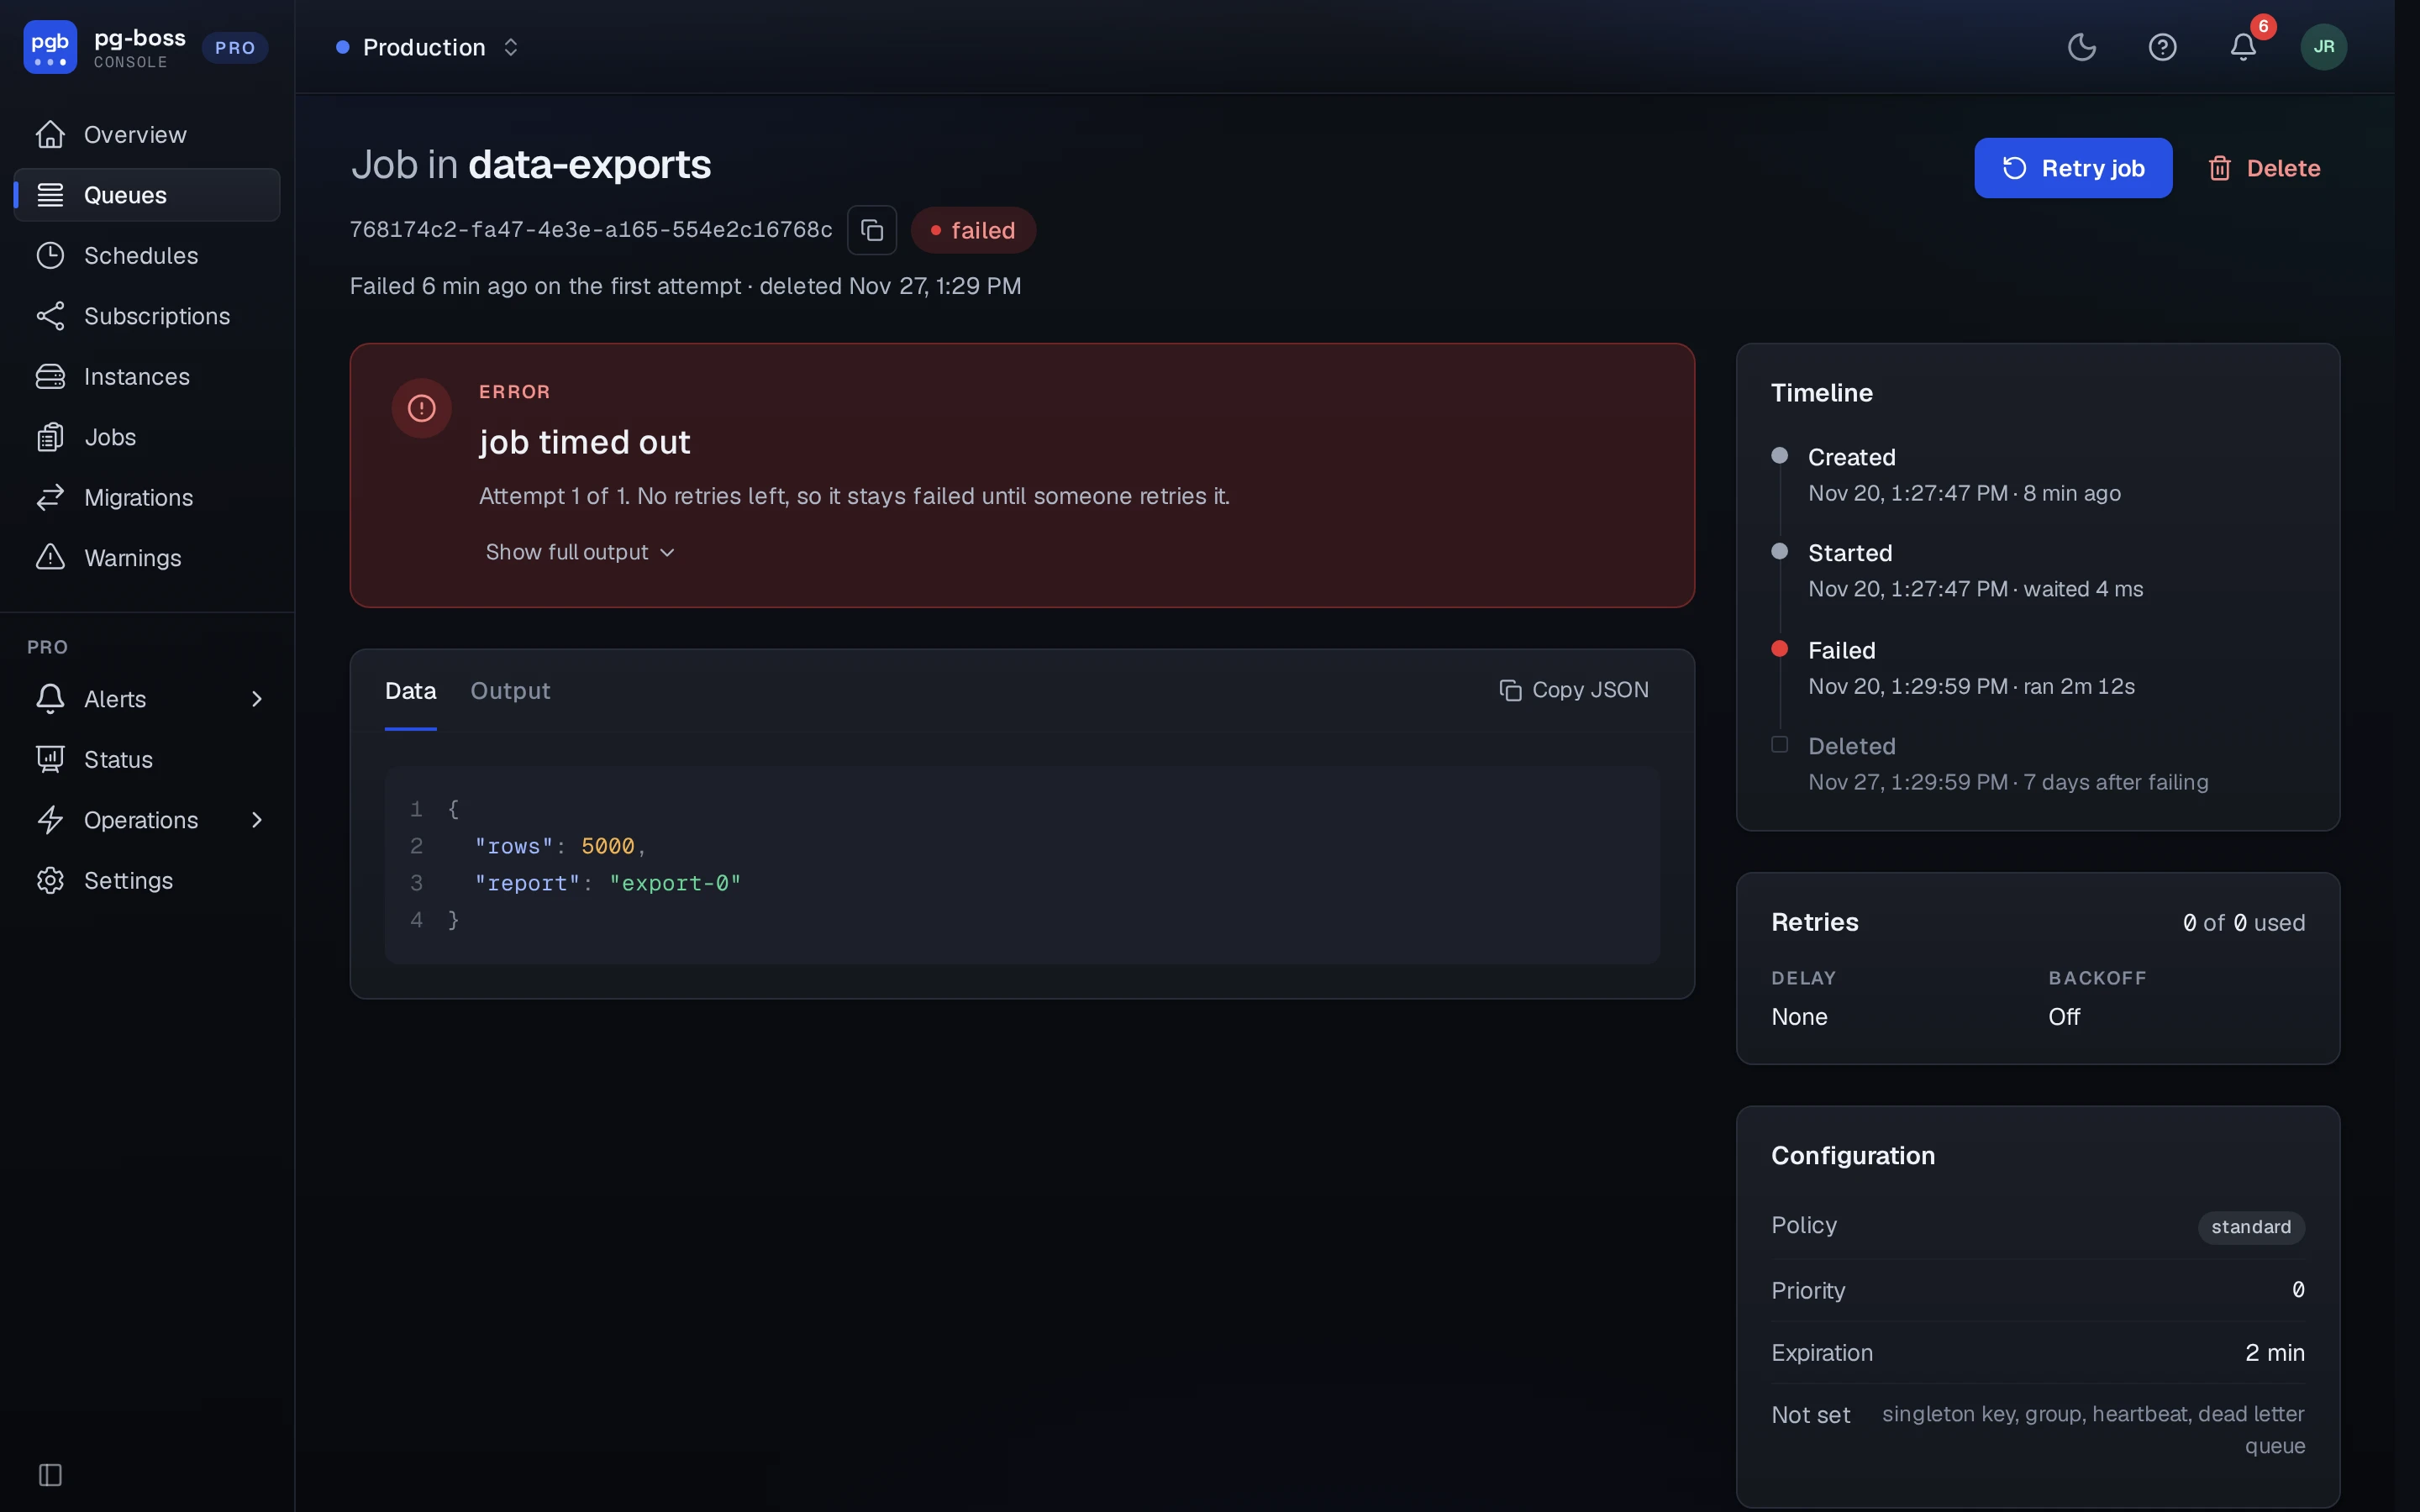 pgb
pg-boss
CONSOLE
PRO
Production
6
JR
Overview
Queues
Schedules
Subscriptions
Instances
Jobs
Migrations
Warnings
PRO
Alerts
Status
Operations
Settings
Job in data-exports
768174c2-fa47-4e3e-a165-554e2c16768c
failed
Failed 6 min ago on the first attempt · deleted Nov 27, 1:29 PM
Retry job
Delete
ERROR
job timed out
Attempt 1 of 1. No retries left, so it stays failed until someone retries it.
Show full output
Data
Output
Copy JSON
1 {
2 "rows": 5000,
3 "report": "export-0"
4 }
Timeline
Created
Nov 20, 1:27:47 PM · 8 min ago
Started
Nov 20, 1:27:47 PM · waited 4 ms
Failed
Nov 20, 1:29:59 PM · ran 2m 12s
Deleted
Nov 27, 1:29:59 PM · 7 days after failing
Retries
0 of 0 used
DELAY
BACKOFF
None
Off
Configuration
Policy
standard
Priority
0
Expiration
2 min
Not set
singleton key, group, heartbeat, dead letter
queue